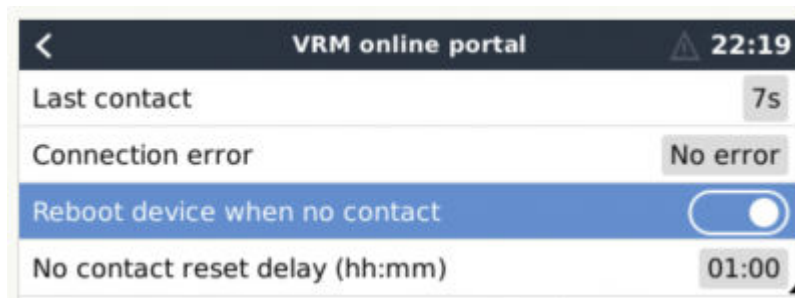 VRM online portal 22:19
Last contact 7s
Connection error No error
Reboot device when no contact
No contact reset delay (hh:mm) 01:00